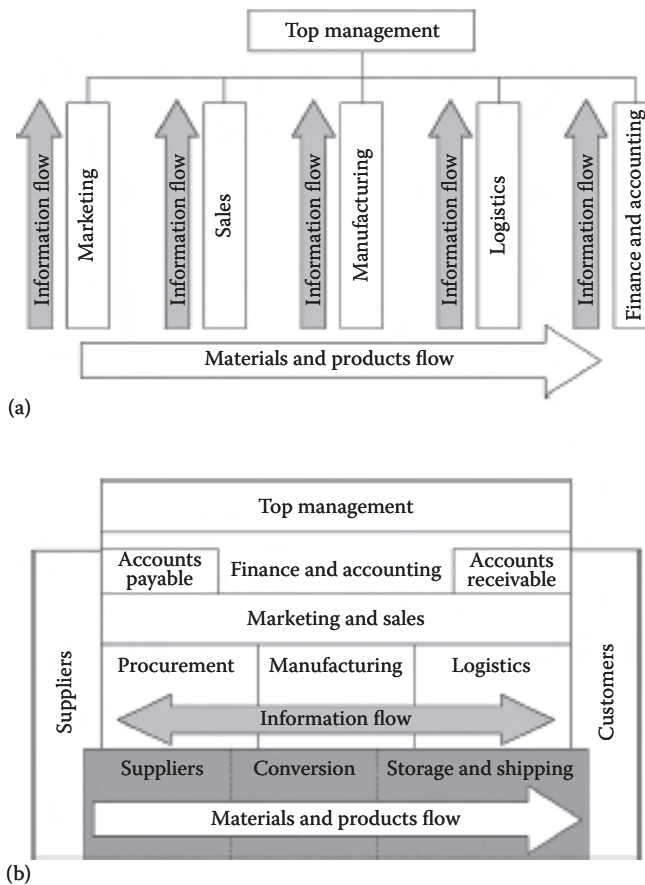 Top management
Information flow
Marketing
Information flow
Sales
Information flow
Manufacturing
Information flow
Logistics
Information flow
Finance and accounting
Materials and products flow
(a)
Top management
Accounts
payable
Finance and accounting
Accounts
receivable
Marketing and sales
Suppliers
Procurement
Manufacturing
Logistics
Customers
Information flow
Suppliers
Conversion
Storage and shipping
Materials and products flow
(b)